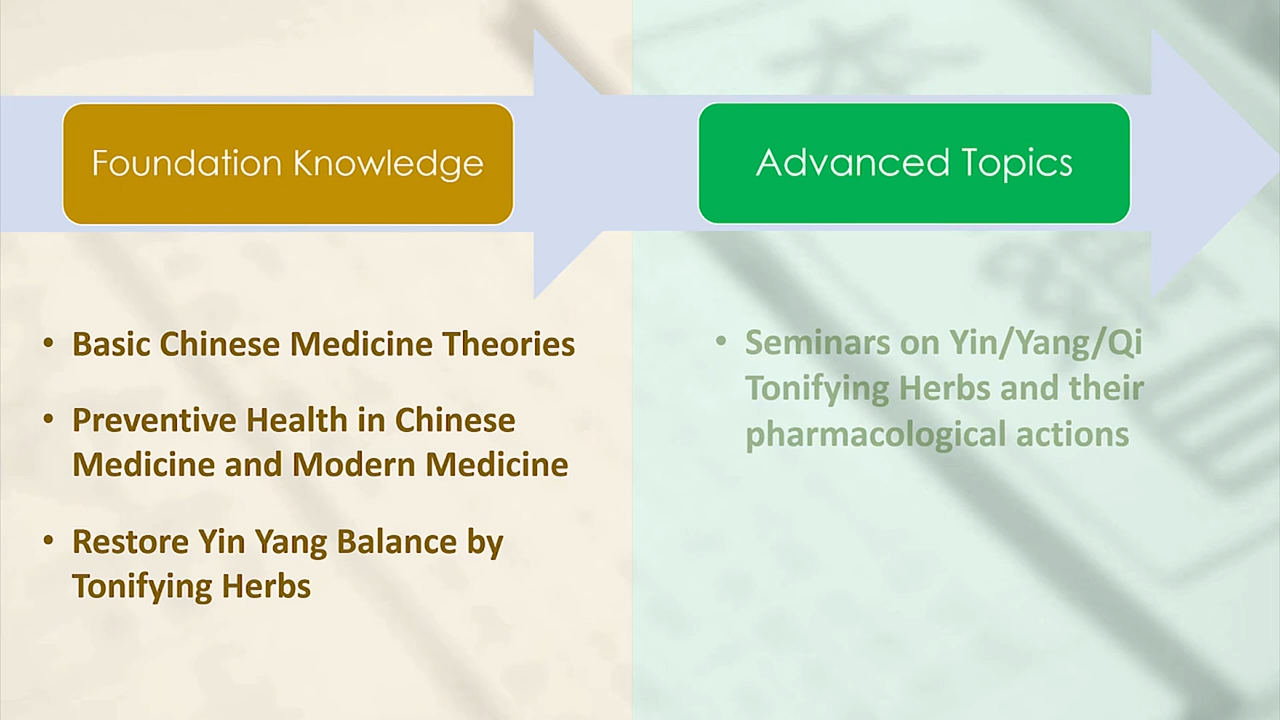 Foundation Knowledge
• Basic Chinese Medicine Theories
• Preventive Health in Chinese
Medicine and Modern Medicine
• Restore Yin Yang Balance by
Tonifying Herbs
Advanced Topics
• Seminars on Yin/Yang/Qi
Tonifying Herbs and their
pharmacological actions